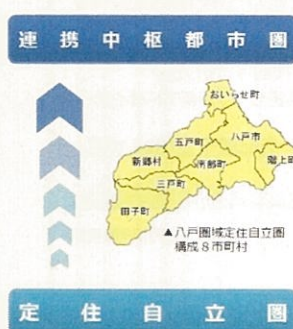 連携中枢都市圏
おいらせ町
五戸町
八戸市
新郷村
南部町
階上町
三戸町
田子町
▲八戸圏域定住自立圏
構成8市町村
定住自立圏